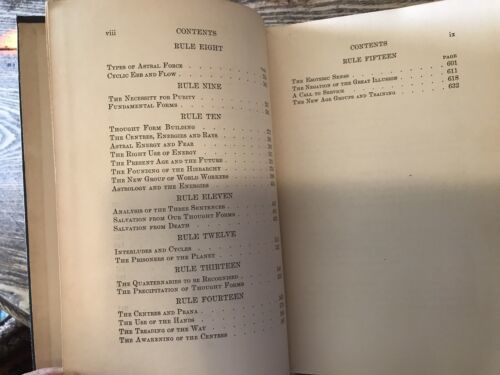 viii CONTENTS
RULE EIGHT
Types of Astral Force
Cyclic Ebb and Flow
RULE NINE
The Necessity for Purity
Fundamental Forms
RULE TEN
Thought Form Building
The Centres, Energies and Rays
Astral Energy and Fear
The Right Use of Energy
The Present Age and the Future
The Founding of the Hierarchy
The New Group of World Workers
Astrology and the Energies
RULE ELEVEN
Analysis of the Three Sentences
Salvation from Our Thought Forms
Salvation from Death
RULE TWELVE
Interludes and Cycles
The Prisoners of the Planet
RULE THIRTEEN
The Quarternaries to be Recognised
The Precipitation of Thought Forms
RULE FOURTEEN
The Centres and Prana
The Use of the Hands
The Treading of the Way
The Awakening of the Centres
CONTENTS ix
RULE FIFTEEN
PAGE
The Esoteric Sense 601
The Negation of the Great Illusion 611
A Call to Service 618
The New Age Groups and Training 622